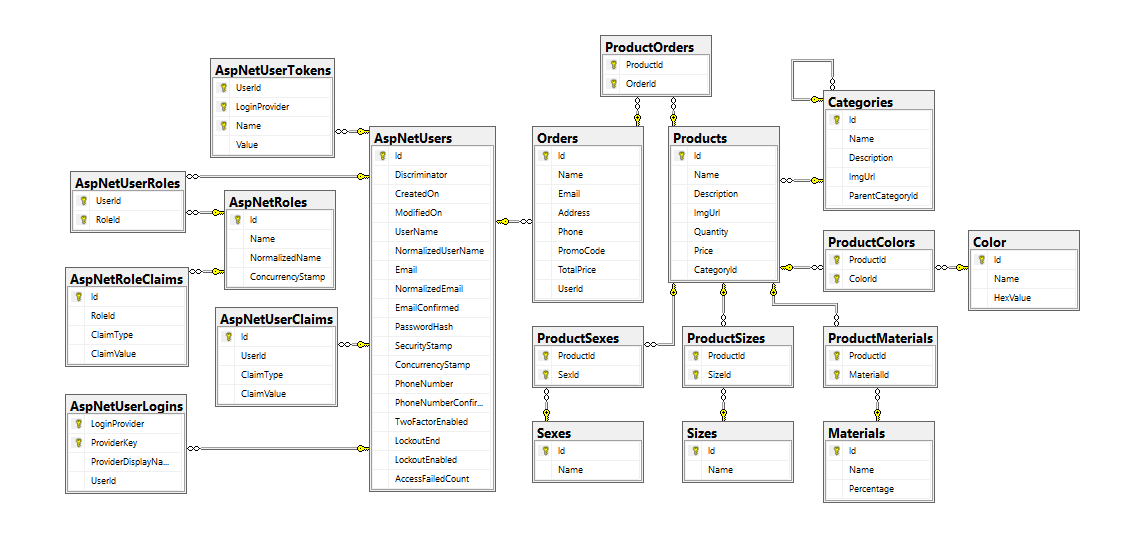 ProductOrders
ProductId
OrderId
AspNetUserTokens
UserId
LoginProvider
Name
Value
Categories
Id
Name
Description
ImgUrl
ParentCategoryId
AspNetUsers
Id
Discriminator
CreatedOn
ModifiedOn
UserName
NormalizedUserName
Email
NormalizedEmail
EmailConfirmed
PasswordHash
SecurityStamp
ConcurrencyStamp
PhoneNumber
PhoneNumberConfir...
TwoFactorEnabled
LockoutEnd
LockoutEnabled
AccessFailedCount
Orders
Id
Name
Email
Address
Phone
PromoCode
TotalPrice
UserId
Products
Id
Name
Description
ImgUrl
Quantity
Price
CategoryId
AspNetUserRoles
UserId
RoleId
AspNetRoles
Id
Name
NormalizedName
ConcurrencyStamp
ProductColors
ProductId
ColorId
Color
Id
Name
HexValue
AspNetRoleClaims
Id
RoleId
ClaimType
ClaimValue
AspNetUserClaims
Id
UserId
ClaimType
ClaimValue
ProductSexes
ProductId
SexId
ProductSizes
ProductId
SizeId
ProductMaterials
ProductId
MaterialId
AspNetUserLogins
LoginProvider
ProviderKey
ProviderDisplayNa...
UserId
Sexes
Id
Name
Sizes
Id
Name
Materials
Id
Name
Percentage